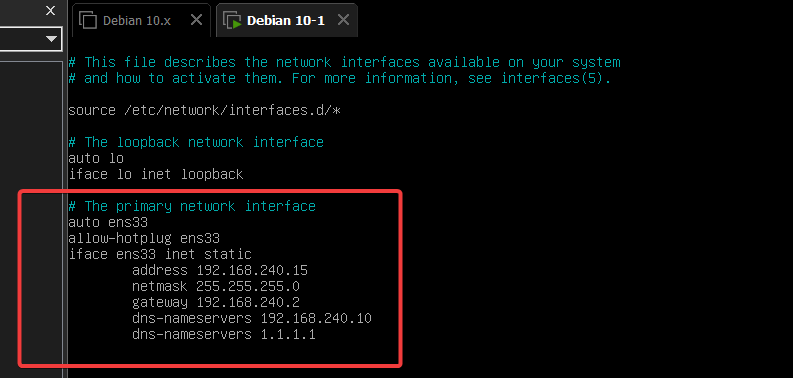 Debian 10.x
Debian 10-1
# This file describes the network interfaces available on your system
# and how to activate them. For more information, see interfaces(5).
source /etc/network/interfaces.d/*
# The loopback network interface
auto lo
iface lo inet loopback
# The primary network interface
auto ens33
allow-hotplug ens33
iface ens33 inet static
address 192.168.240.15
netmask 255.255.255.0
gateway 192.168.240.2
dns-nameservers 192.168.240.10
dns-nameservers 1.1.1.1